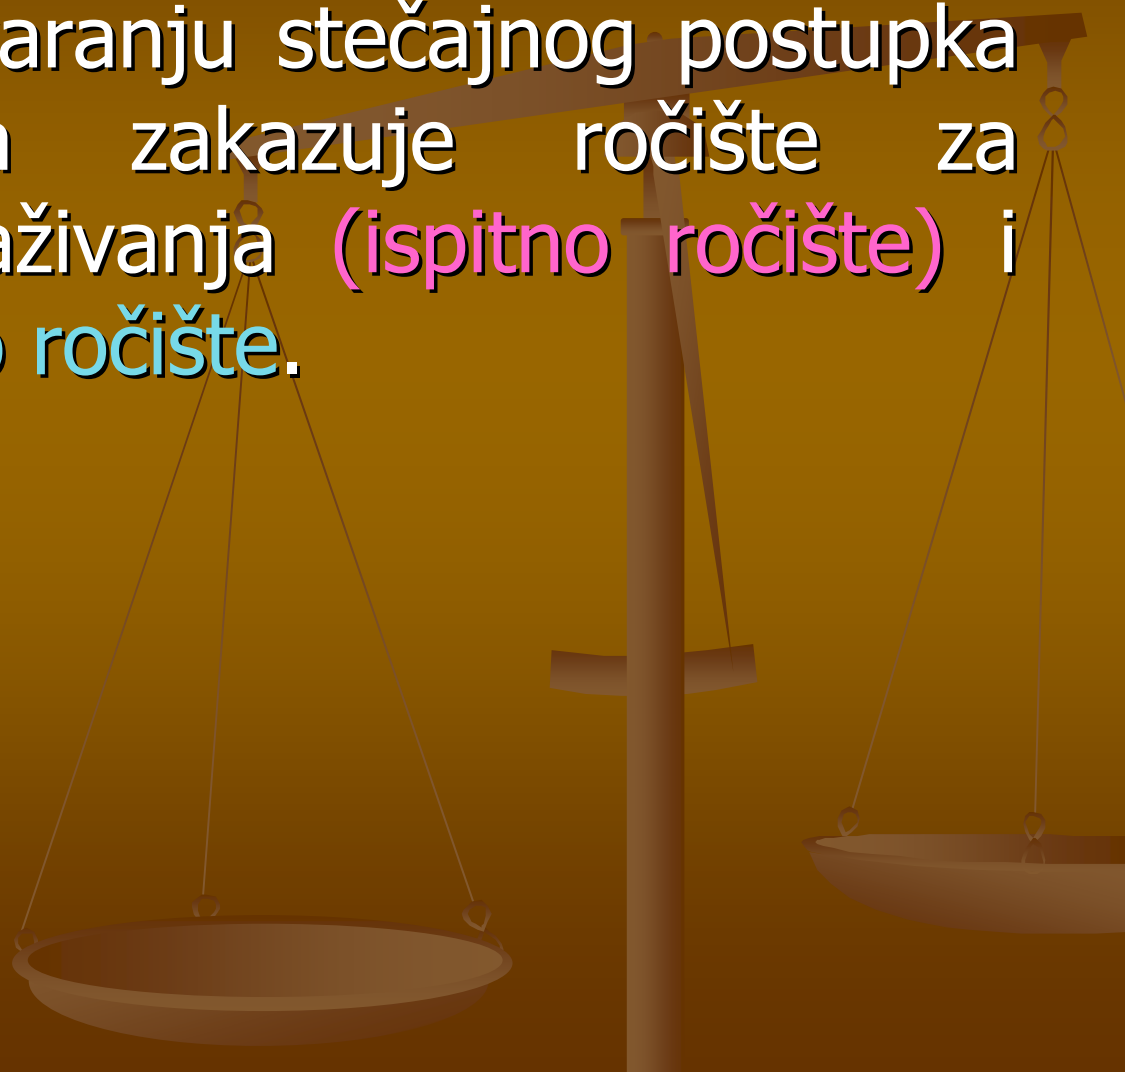 aranju stečajnog postupka
zakazuje ročište za
aživanja (ispitno ročište) i
ročište.